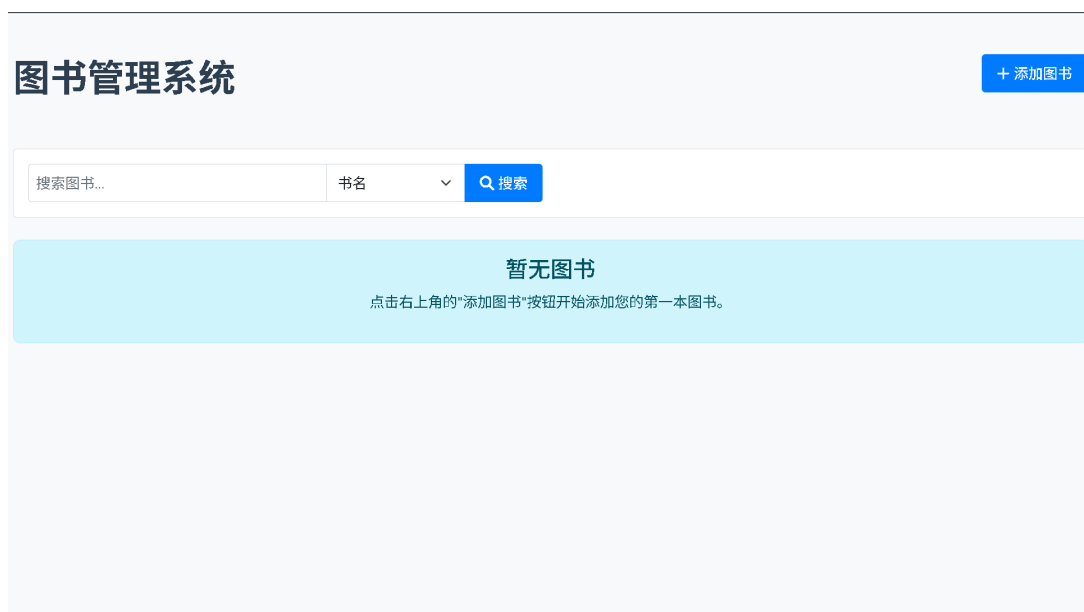 图书管理系统
添加图书
搜索图书...
书名
搜索
暂无图书
点击右上角的"添加图书"按钮开始添加您的第一本图书。